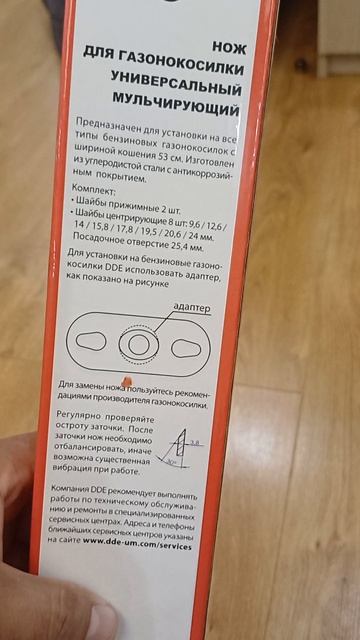 НОЖ
ДЛЯ ГАЗОНОКОСИЛКИ
УНИВЕРСАЛЬНЫЙ
МУЛЬЧИРУЮЩИЙ
Предназначен для установки на все
типы бензиновых газонокосилок с
шириной кошения 53 см. Изготовлен
из углеродистой стали с антикоррозий-
ным покрытием.
Комплект:
• Шайбы прижимные 2 шт.
• Шайбы центрирующие 8 шт: 9,6 / 12,6 /
14 / 15,8 / 17,8 / 19,5 / 20,6 / 24 мм.
Посадочное отверстие 25,4 мм.
Для установки на бензиновые газоно-
косилки DDE использовать адаптер,
как показано на рисунке
адаптер
Для замены ножа пользуйтесь рекомен-
дациями производителя газонокосилки.
Регулярно проверяйте
остроту заточки. После
заточки нож необходимо
отбалансировать, иначе
возможна существенная
вибрация при работе.
3,8
30°
Компания DDE рекомендует выполнять
работы по техническому обслужива-
нию и ремонты в специализированных
сервисных центрах. Адреса и телефоны
ближайших сервисных центров указаны
на сайте www.dde-um.com/services